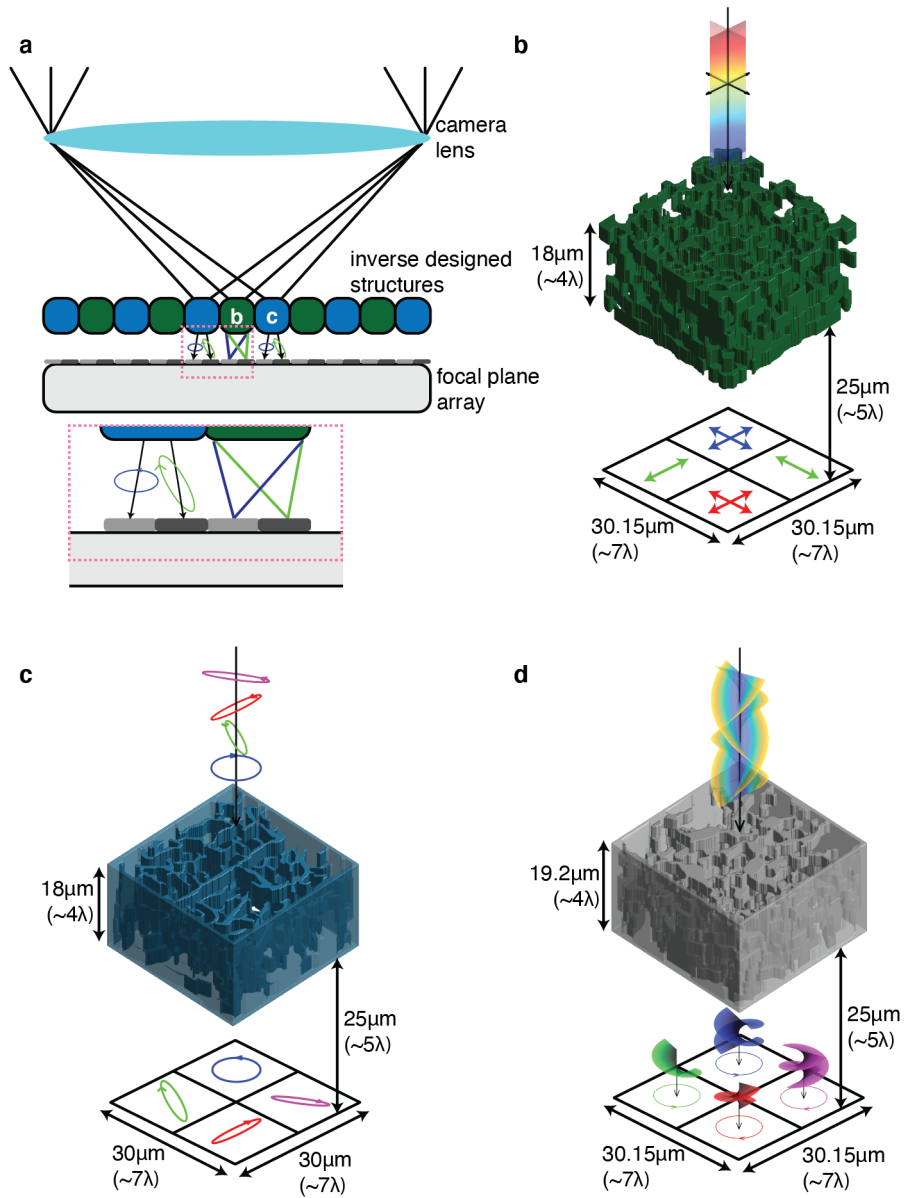 a
camera
lens
inverse designed
structures
b
c
focal plane
array
b
18μm
(~4λ)
25μm
(~5λ)
30.15μm
(~7λ)
30.15μm
(~7λ)
c
18μm
(~4λ)
25μm
(~5λ)
30μm
(~7λ)
30μm
(~7λ)
d
19.2μm
(~4λ)
25μm
(~5λ)
30.15μm
(~7λ)
30.15μm
(~7λ)